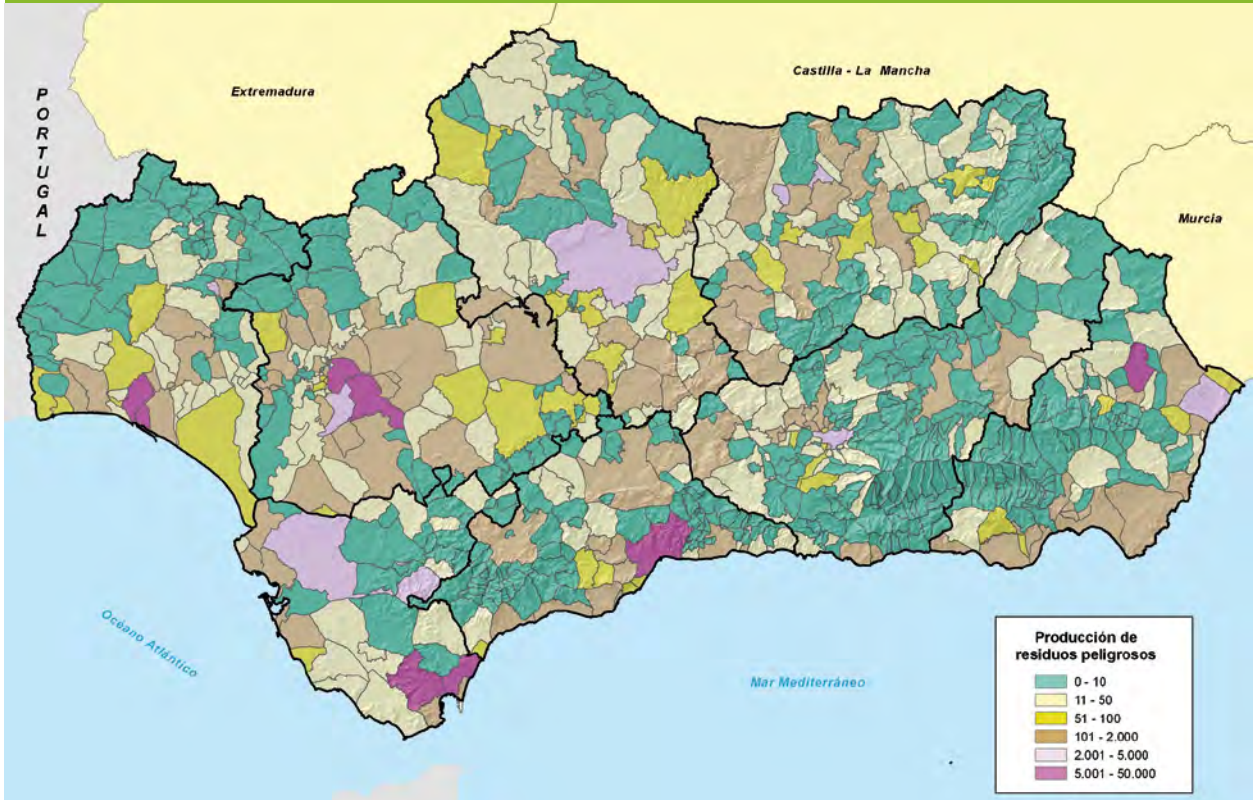 Castilla - La Mancha
Extremadura
PORTUGAL
Murcia
Océano Atlántico
Mar Mediterráneo
Producción de
residuos peligrosos
0 - 10
11 - 50
51 - 100
101 - 2.000
2.001 - 5.000
5.001 - 50.000